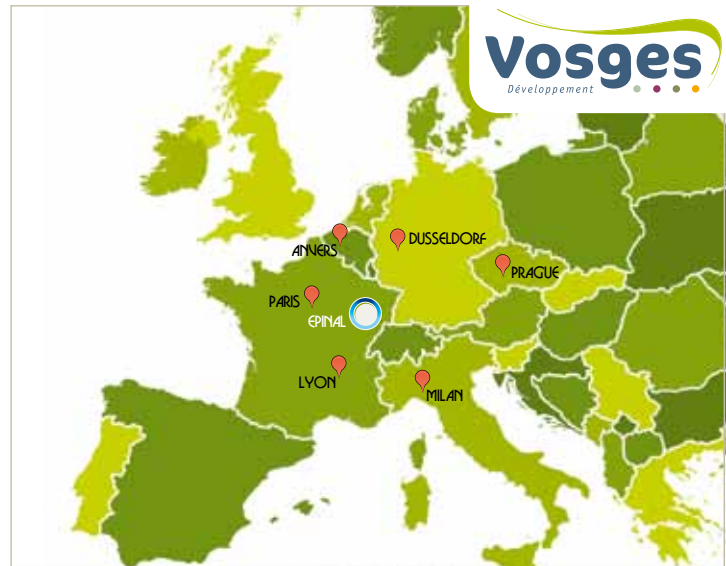 Vosges
Développement
ANVERS
DUSSELDORF
PRAGUE
PARIS
EPINAL
LYON
MILAN